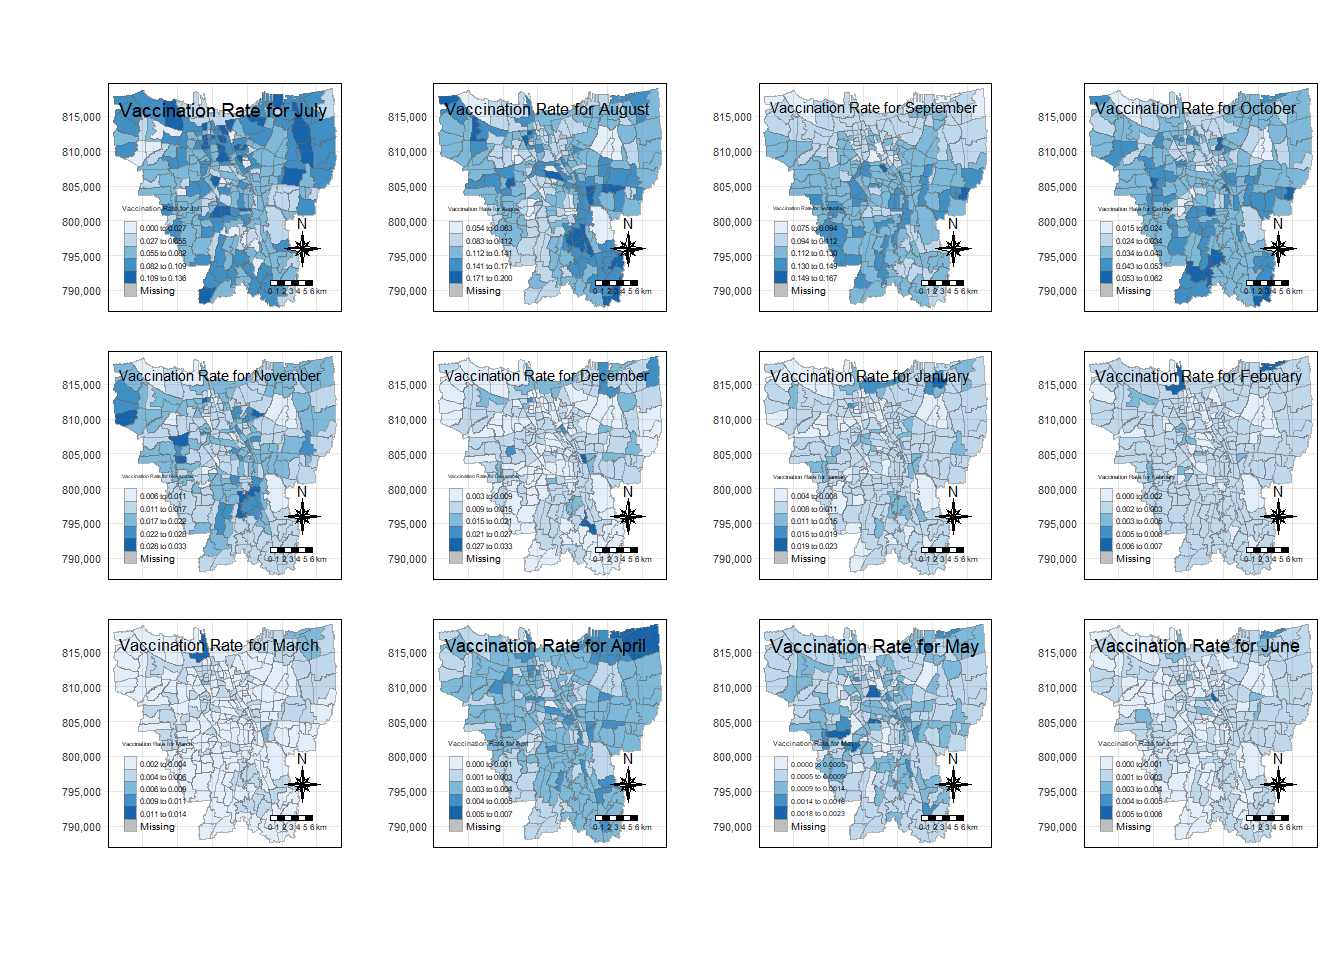 Vaccination Rate for July
815,000
810,000
805,000
800,000
795,000
790,000
Vaccination Rate for Jul
0.000 to 0.027
0.027 to 0.055
0.055 to 0.082
0.082 to 0.109
0.109 to 0.136
Missing
N
0 1 2 3 4 5 6 km
Vaccination Rate for August
815,000
810,000
805,000
800,000
795,000
790,000
Vaccination Rate for August
0.054 to 0.083
0.083 to 0.112
0.112 to 0.141
0.141 to 0.171
0.171 to 0.200
Missing
N
0 1 2 3 4 5 6 km
Vaccination Rate for September
815,000
810,000
805,000
800,000
795,000
790,000
Vaccination Rate for September
0.075 to 0.094
0.094 to 0.112
0.112 to 0.130
0.130 to 0.149
0.149 to 0.167
Missing
N
0 1 2 3 4 5 6 km
Vaccination Rate for October
815,000
810,000
805,000
800,000
795,000
790,000
Vaccination Rate for October
0.015 to 0.024
0.024 to 0.034
0.034 to 0.043
0.043 to 0.053
0.053 to 0.062
Missing
N
0 1 2 3 4 5 6 km
Vaccination Rate for November
815,000
810,000
805,000
800,000
795,000
790,000
Vaccination Rate for November
0.006 to 0.011
0.011 to 0.017
0.017 to 0.022
0.022 to 0.028
0.028 to 0.033
Missing
N
0 1 2 3 4 5 6 km
Vaccination Rate for December
815,000
810,000
805,000
800,000
795,000
790,000
Vaccination Rate for December
0.003 to 0.009
0.009 to 0.015
0.015 to 0.021
0.021 to 0.027
0.027 to 0.033
Missing
N
0 1 2 3 4 5 6 km
Vaccination Rate for January
815,000
810,000
805,000
800,000
795,000
790,000
Vaccination Rate for January
0.004 to 0.008
0.008 to 0.011
0.011 to 0.015
0.015 to 0.019
0.019 to 0.023
Missing
N
0 1 2 3 4 5 6 km
Vaccination Rate for February
815,000
810,000
805,000
800,000
795,000
790,000
Vaccination Rate for February
0.000 to 0.002
0.002 to 0.003
0.003 to 0.005
0.005 to 0.006
0.006 to 0.007
Missing
N
0 1 2 3 4 5 6 km
Vaccination Rate for March
815,000
810,000
805,000
800,000
795,000
790,000
Vaccination Rate for March
0.002 to 0.004
0.004 to 0.006
0.006 to 0.009
0.009 to 0.011
0.011 to 0.014
Missing
N
0 1 2 3 4 5 6 km
Vaccination Rate for April
815,000
810,000
805,000
800,000
795,000
790,000
Vaccination Rate for April
0.000 to 0.001
0.001 to 0.003
0.003 to 0.004
0.004 to 0.005
0.005 to 0.007
Missing
N
0 1 2 3 4 5 6 km
Vaccination Rate for May
815,000
810,000
805,000
800,000
795,000
790,000
Vaccination Rate for May
0.0000 to 0.0005
0.0005 to 0.0009
0.0009 to 0.0014
0.0014 to 0.0018
0.0018 to 0.0023
Missing
N
0 1 2 3 4 5 6 km
Vaccination Rate for June
815,000
810,000
805,000
800,000
795,000
790,000
Vaccination Rate for Jun
0.000 to 0.001
0.001 to 0.003
0.003 to 0.004
0.004 to 0.005
0.005 to 0.006
Missing
N
0 1 2 3 4 5 6 km